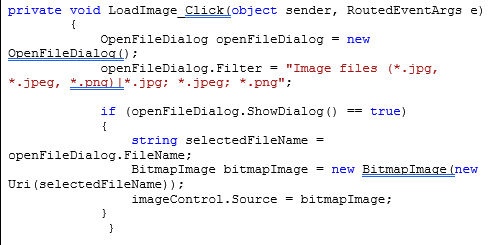 private void LoadImage_Click(object sender, RoutedEventArgs e)
{
OpenFileDialog openFileDialog = new
OpenFileDialog();
openFileDialog.Filter = "Image files (*.jpg,
*.jpeg, *.png)|*.jpg; *.jpeg; *.png";
if (openFileDialog.ShowDialog() == true)
{
string selectedFileName =
openFileDialog.FileName;
BitmapImage bitmapImage = new BitmapImage(new
Uri(selectedFileName));
imageControl.Source = bitmapImage;
}
}